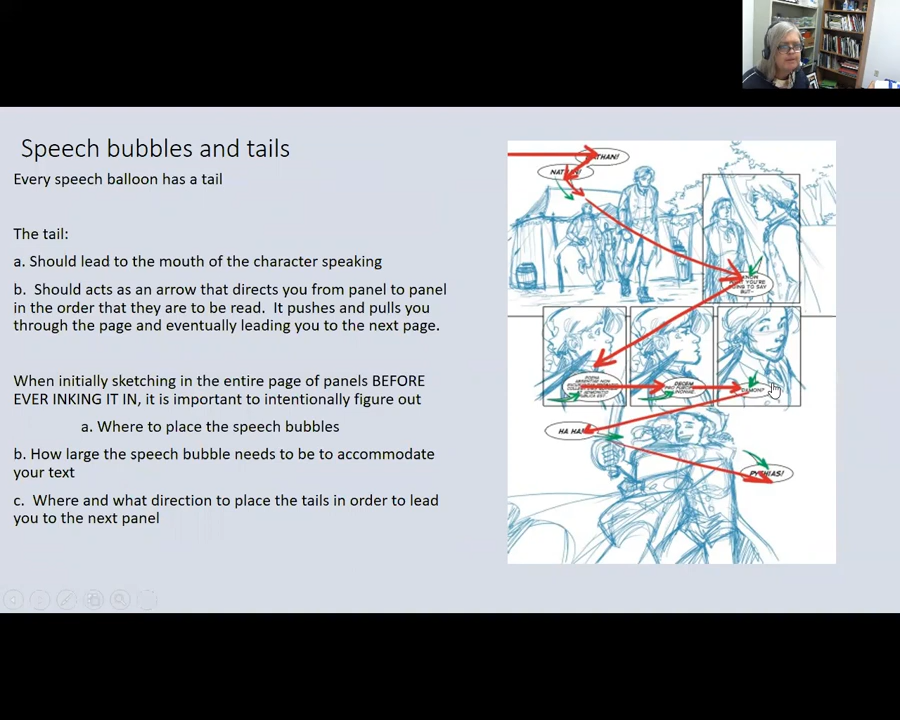 Speech bubbles and tails
Every speech balloon has a tail
The tail:
a. Should lead to the mouth of the character speaking
b. Should acts as an arrow that directs you from panel to panel
in the order that they are to be read. It pushes and pulls you
through the page and eventually leading you to the next page.
When initially sketching in the entire page of panels BEFORE
EVER INKING IT IN, it is important to intentionally figure out
a. Where to place the speech bubbles
b. How large the speech bubble needs to be to accommodate
your text
c. Where and what direction to place the tails in order to lead
you to the next panel
HA HA!